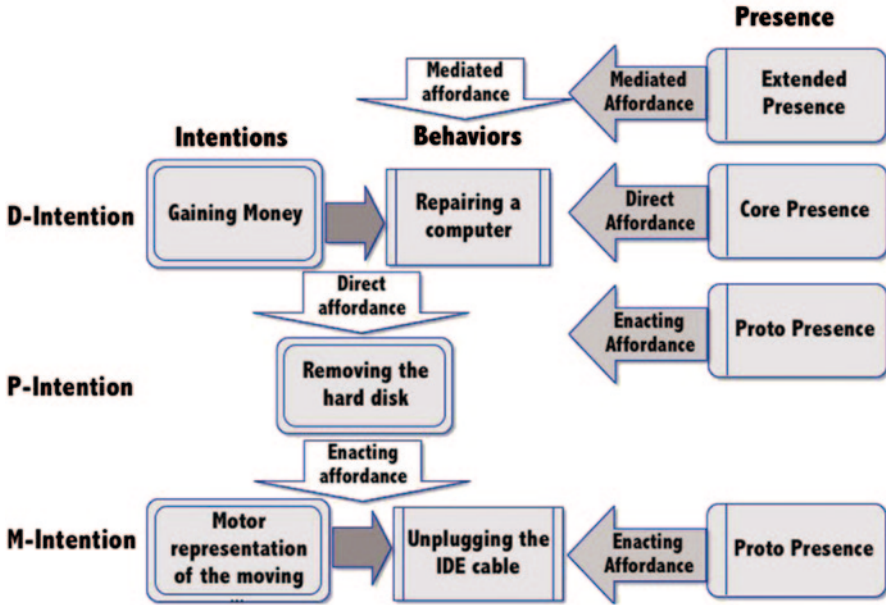 Presence
Mediated
affordance
Mediated
Affordance
Extended
Presence
Intentions
Behaviors
D-Intention
Gaining Money
Repairing a
computer
Direct
Affordance
Core Presence
Direct
affordance
Enacting
Affordance
Proto Presence
P-Intention
Removing the
hard disk
Enacting
affordance
M-Intention
Motor
representation
of the moving
...
Unplugging the
IDE cable
Enacting
Affordance
Proto Presence